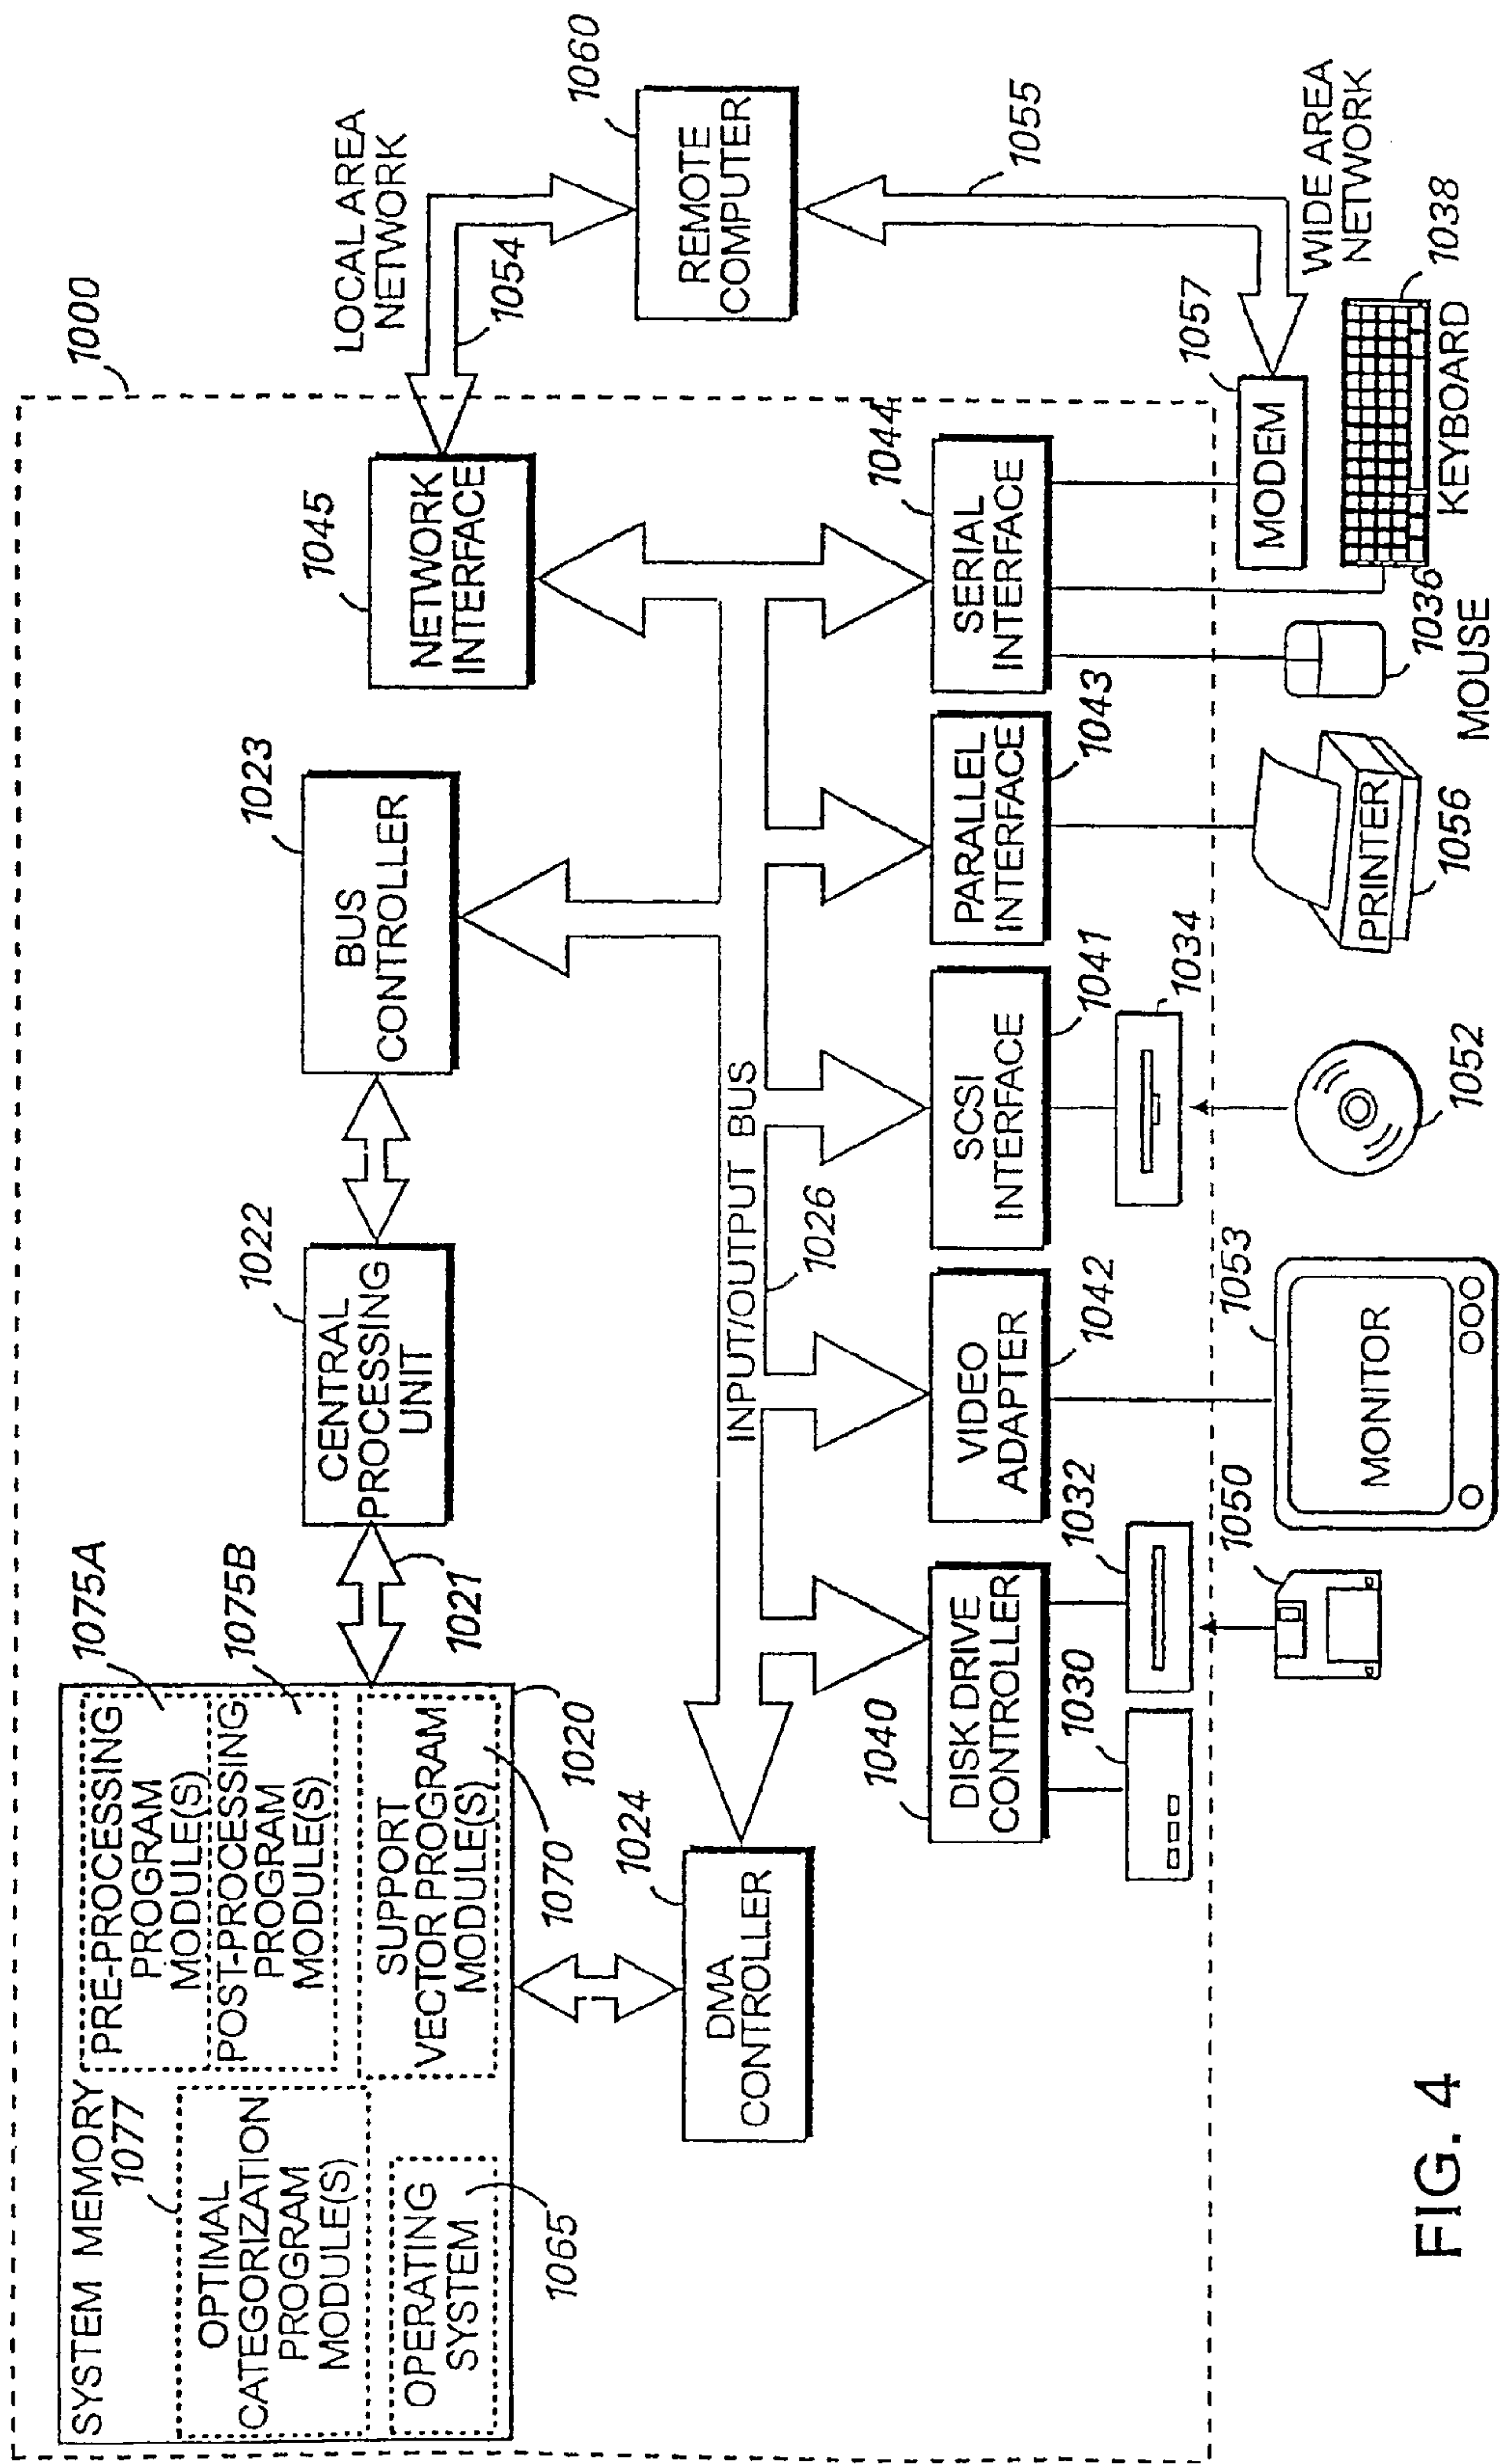 1000
SYSTEM MEMORY
1077
OPTIMAL
CATEGORIZATION
PROGRAM
MODULE(S)
OPERATING
SYSTEM
1065
PRE-PROCESSING
PROGRAM
MODULE(S)
POST-PROCESSING
PROGRAM
MODULE(S)
SUPPORT
VECTOR PROGRAM
MODULE(S)
1075A
1075B
1021
1020
1070
1022
CENTRAL
PROCESSING
UNIT
1023
BUS
CONTROLLER
1045
NETWORK
INTERFACE
LOCAL AREA
NETWORK
1054
1060
REMOTE
COMPUTER
1055
WIDE AREA
NETWORK
1024
DMA
CONTROLLER
INPUT/OUTPUT BUS
1026
1040
DISK DRIVE
CONTROLLER
VIDEO
ADAPTER
1042
SCSI
INTERFACE
1041
PARALLEL
INTERFACE
1043
SERIAL
INTERFACE
1044
1030
1032
1034
1057
MODEM
1050
1053
MONITOR
1052
PRINTER
1056
1036
MOUSE
1038
KEYBOARD
FIG. 4